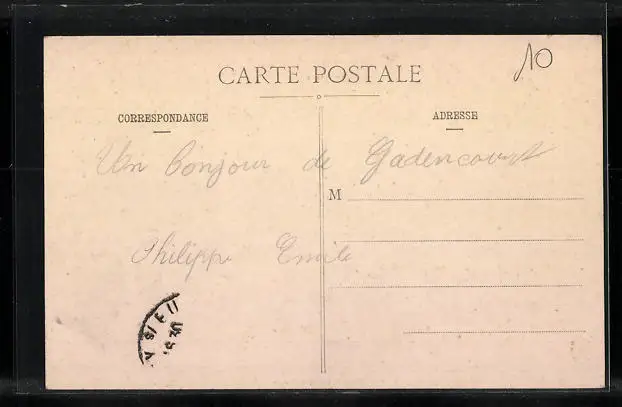 10
CARTE POSTALE
CORRESPONDANCE
ADRESSE
Un bonjour de Gadencourt
M
Philippe Emile